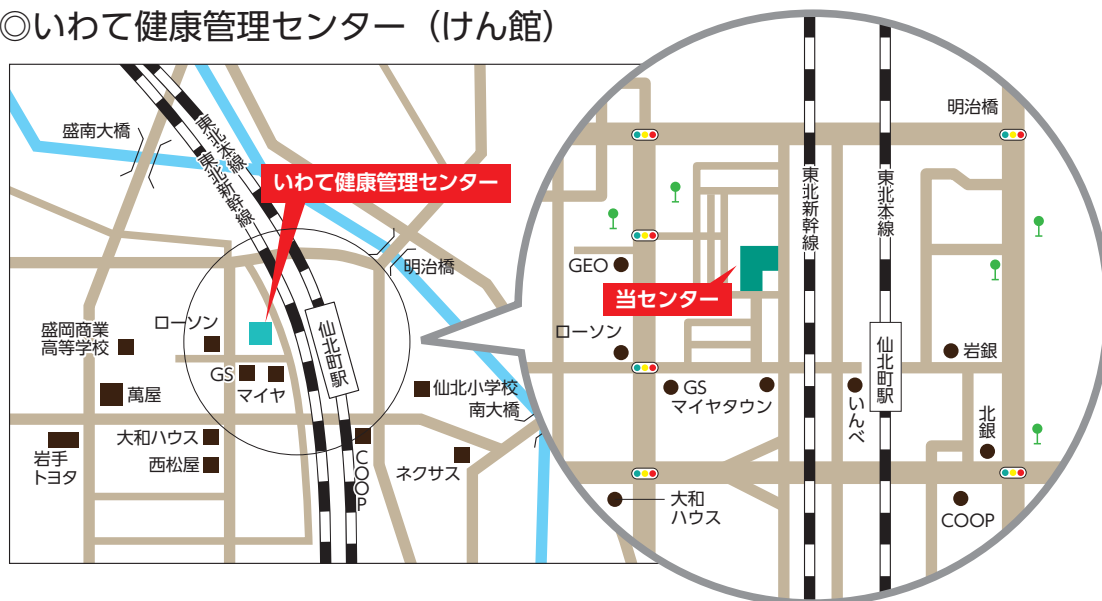 ◎いわて健康管理センター（けん館）
盛南大橋
東北本線
東北新幹線
いわて健康管理センター
明治橋
ローソン
盛岡商業
高等学校
仙北町駅
GS
マイヤ
萬屋
仙北小学校
南大橋
大和ハウス
西松屋
岩手
トヨタ
COOP
ネクサス
明治橋
東北新幹線
東北本線
GEO
当センター
ローソン
仙北町駅
岩銀
GS
マイヤタウン
いんべ
北銀
大和
ハウス
COOP